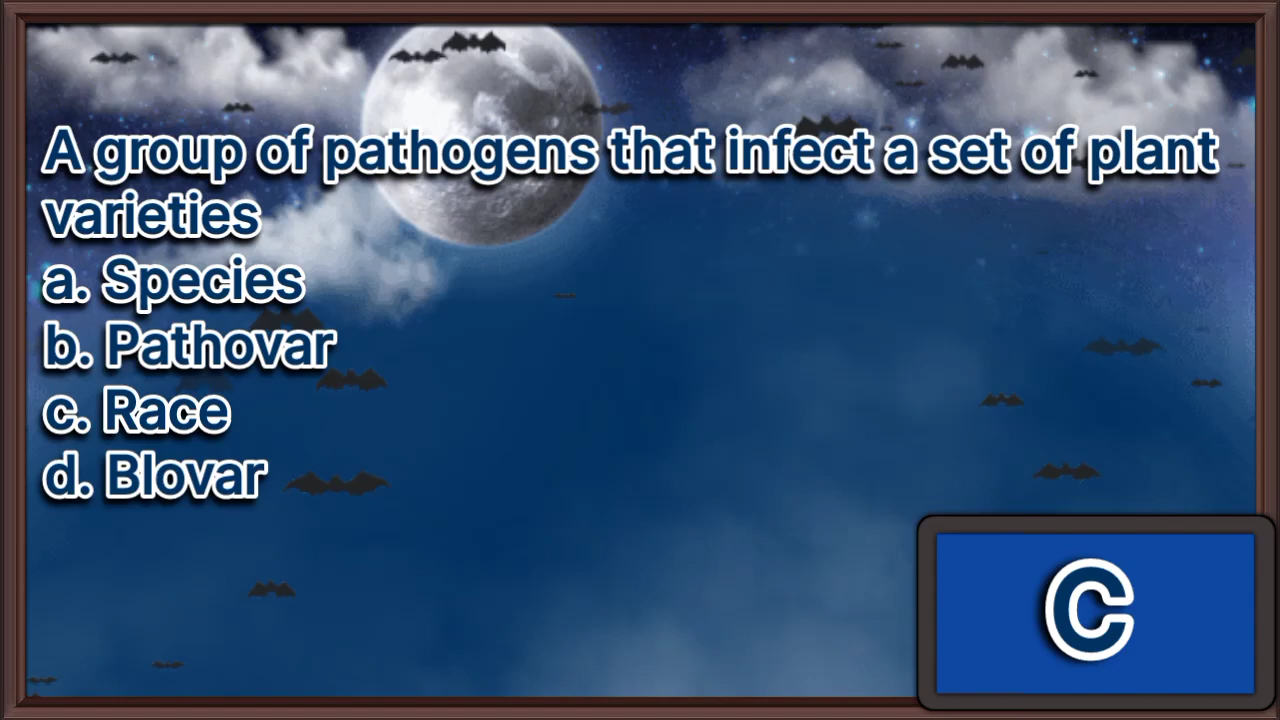 A group of pathogens that infect a set of plant
varieties
a. Species
b. Pathovar
c. Race
d. Blovar
C